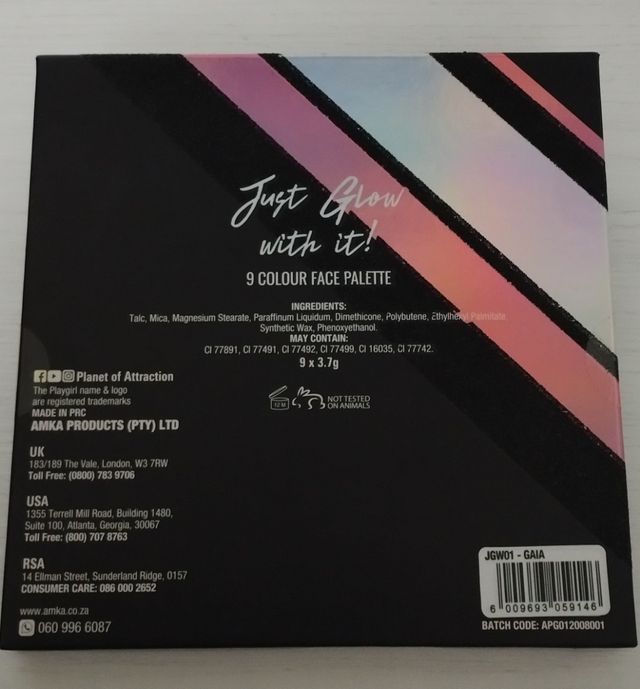 Just Glow
with it!
9 COLOUR FACE PALETTE
INGREDIENTS:
Talc, Mica, Magnesium Stearate, Paraffinum Liquidum, Dimethicone, Polybutene, Ethylhexyl Palmitate,
Synthetic Wax, Phenoxyethanol.
MAY CONTAIN:
CI 77891, CI 77491, CI 77492, CI 77499, CI 16035, CI 77742.
9 x 3.7g
12 M
NOT TESTED
ON ANIMALS
Planet of Attraction
The Playgirl name & logo
are registered trademarks
MADE IN PRC
AMKA PRODUCTS (PTY) LTD
UK
183/189 The Vale, London, W3 7RW
Toll Free: (0800) 783 9706
USA
1355 Terrell Mill Road, Building 1480,
Suite 100, Atlanta, Georgia, 30067
Toll Free: (800) 707 8763
RSA
14 Ellman Street, Sunderland Ridge, 0157
CONSUMER CARE: 086 000 2652
www.amka.co.za
060 996 6087
JGW01 - GAIA
6 009693 059146
BATCH CODE: APG012008001